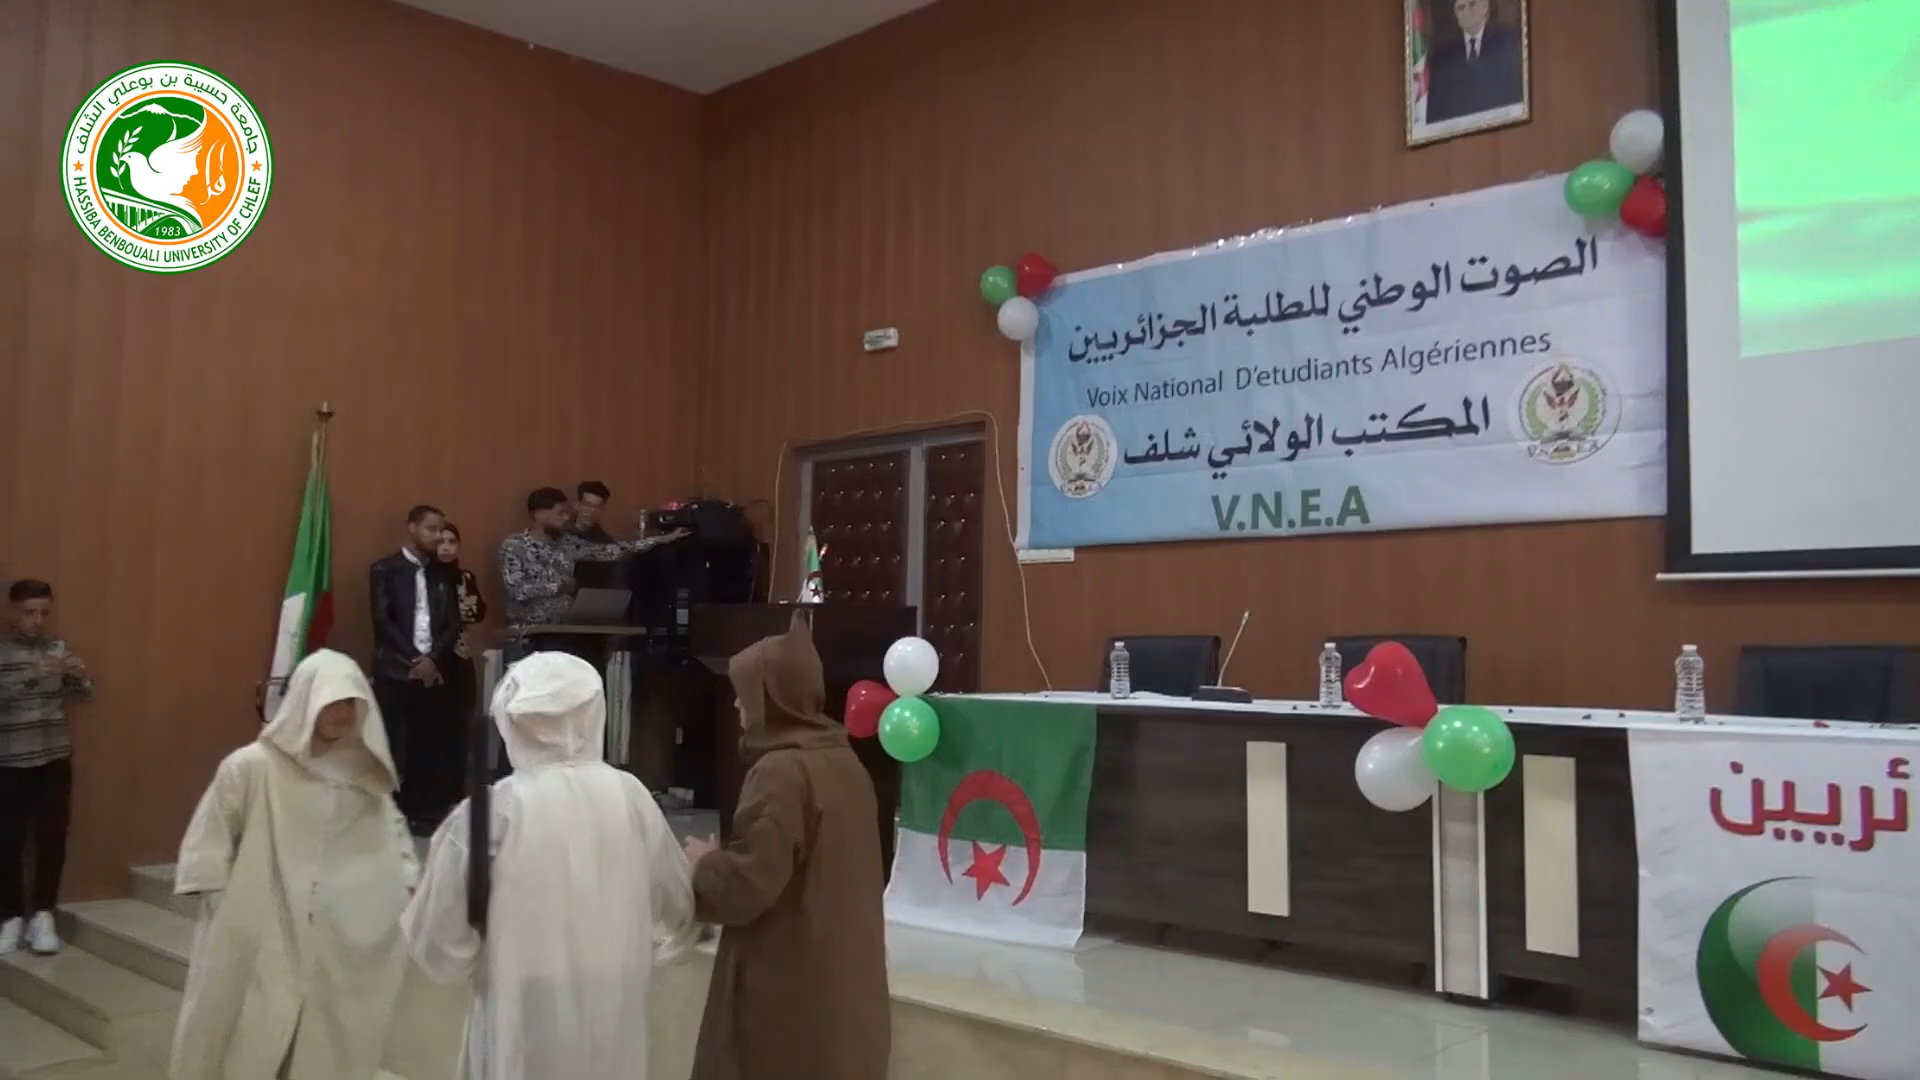 جامعة حسيبة بن بوعلي الشلف
HASSIBA BENBOUALI UNIVERSITY OF CHLEF
1983
الصوت الوطني للطلبة الجزائريين
Voix National D'etudiants Algériennes
المكتب الولائي شلف
V.N.E.A
ئريين